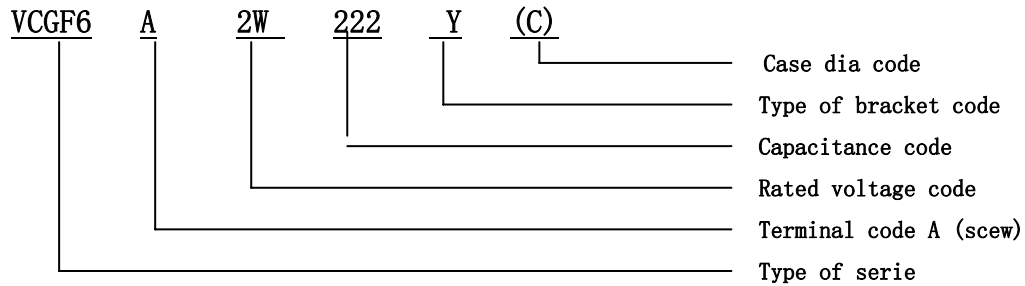 VCGF6 A 2W 222 Y (C)
Case dia code
Type of bracket code
Capacitance code
Rated voltage code
Terminal code A (scew)
Type of serie